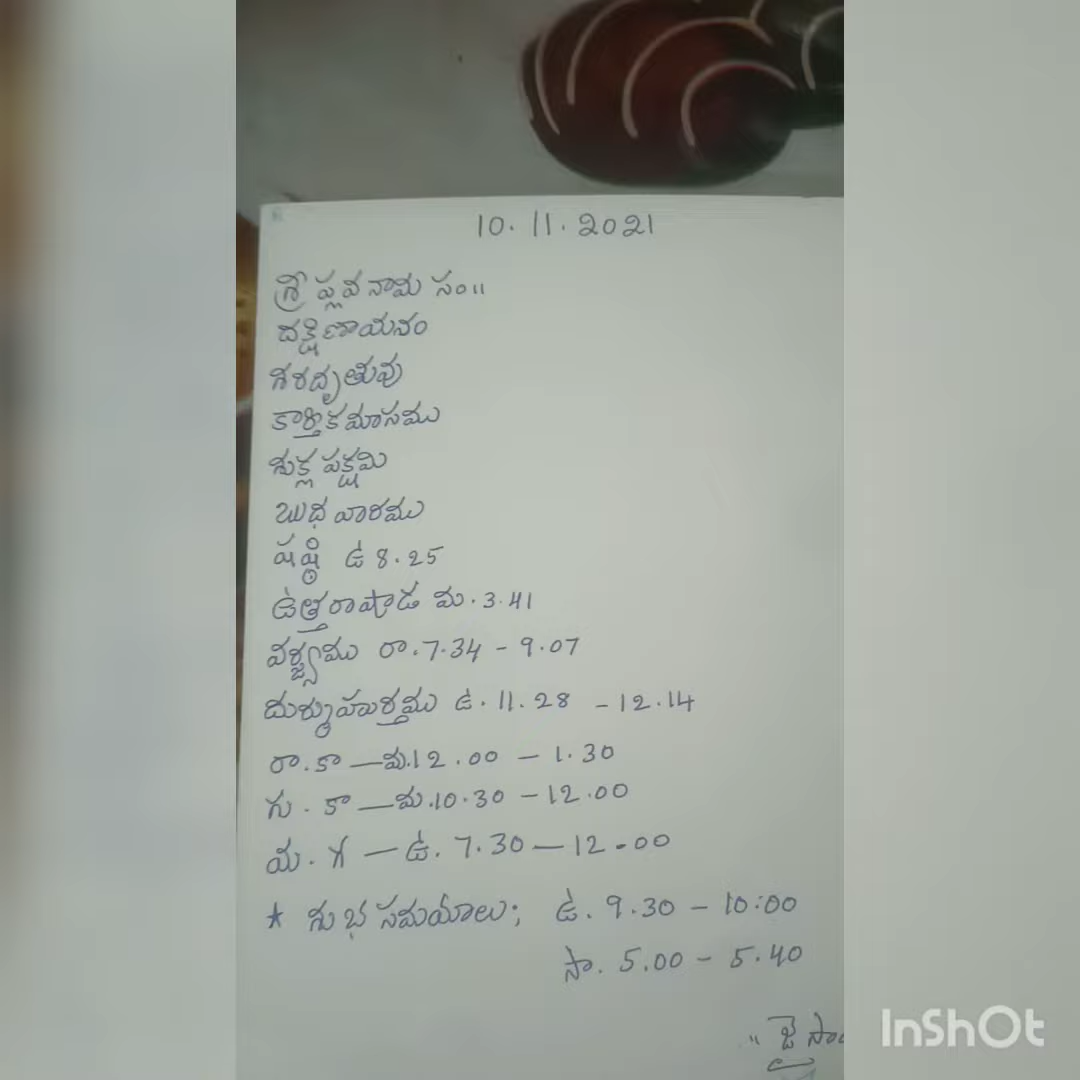 10.11.2021
శ్రీ ప్లవ నామ సం॥
దక్షిణాయనం
శరదృతువు
కార్తికమాసము
శుక్ల పక్షమి
బుధ వారము
షష్ఠి ఉ 8.25
ఉత్తరాషాడ మ.3.41
వర్జ్యము రా.7.34 - 9.07
దుర్ముహుర్తము ఉ.11.28 - 12.14
రా.కా - మ.12.00 - 1.30
గు.కా - మ.10.30 - 12.00
య.గ - ఉ.7.30 - 12.00
* శుభ సమయాలు; ఉ.9.30 - 10:00
సా.5.00 - 5.40
"జై
InShOt